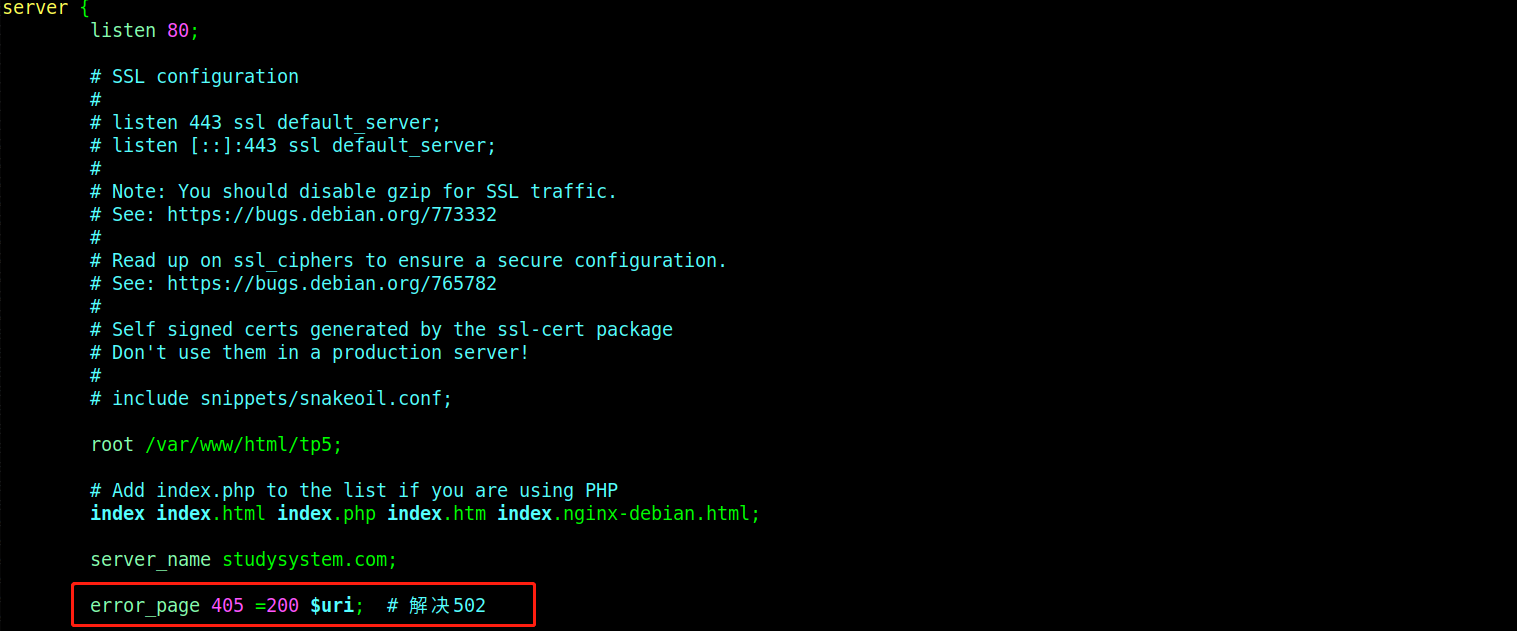 server {
listen 80;
# SSL configuration
#
# listen 443 ssl default_server;
# listen [::]:443 ssl default_server;
#
# Note: You should disable gzip for SSL traffic.
# See: https://bugs.debian.org/773332
#
# Read up on ssl_ciphers to ensure a secure configuration.
# See: https://bugs.debian.org/765782
#
# Self signed certs generated by the ssl-cert package
# Don't use them in a production server!
#
# include snippets/snakeoil.conf;
root /var/www/html/tp5;
# Add index.php to the list if you are using PHP
index index.html index.php index.htm index.nginx-debian.html;
server_name studysystem.com;
error_page 405 =200 $uri;  # 解决502